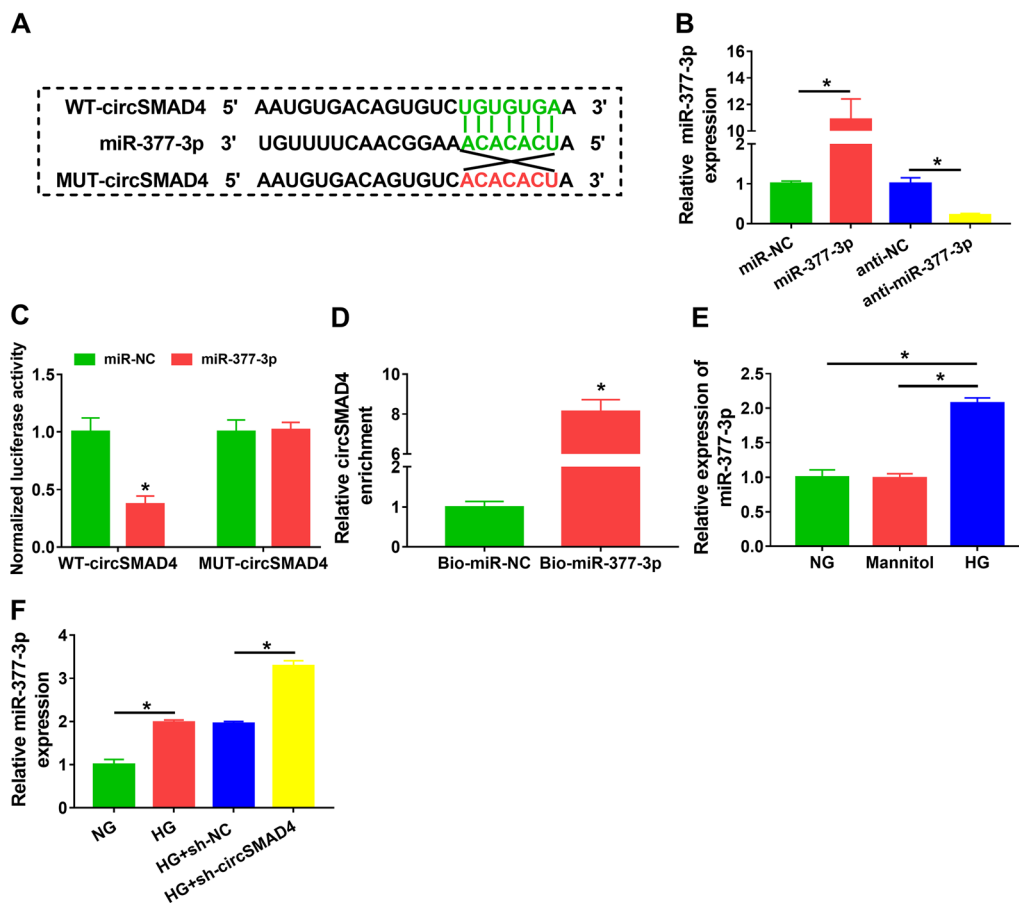 A
WT-circSMAD4 5' AAUGUGACAGUGUCUGUGUGAA 3'
miR-377-3p 3' UGUUUUCAACGGAAACACACUA 5'
MUT-circSMAD4 5' AAUGUGACAGUGUCACACACUA 3'
B
Relative miR-377-3p
expression
16
14
12
10
2
1
0
*
*
miR-NC
miR-377-3p
anti-NC
anti-miR-377-3p
C
miR-NC miR-377-3p
Normalized luciferase activity
1.5
1.0
0.5
0.0
*
WT-circSMAD4 MUT-circSMAD4
D
Relative circSMAD4
enrichment
10
8
6
2
1
0
*
Bio-miR-NC Bio-miR-377-3p
E
Relative expression of
miR-377-3p
2.5
2.0
1.5
1.0
0.5
0.0
*
*
NG Mannitol HG
F
Relative miR-377-3p
expression
4
3
2
1
0
*
*
NG
HG
HG+sh-NC
HG+sh-circSMAD4